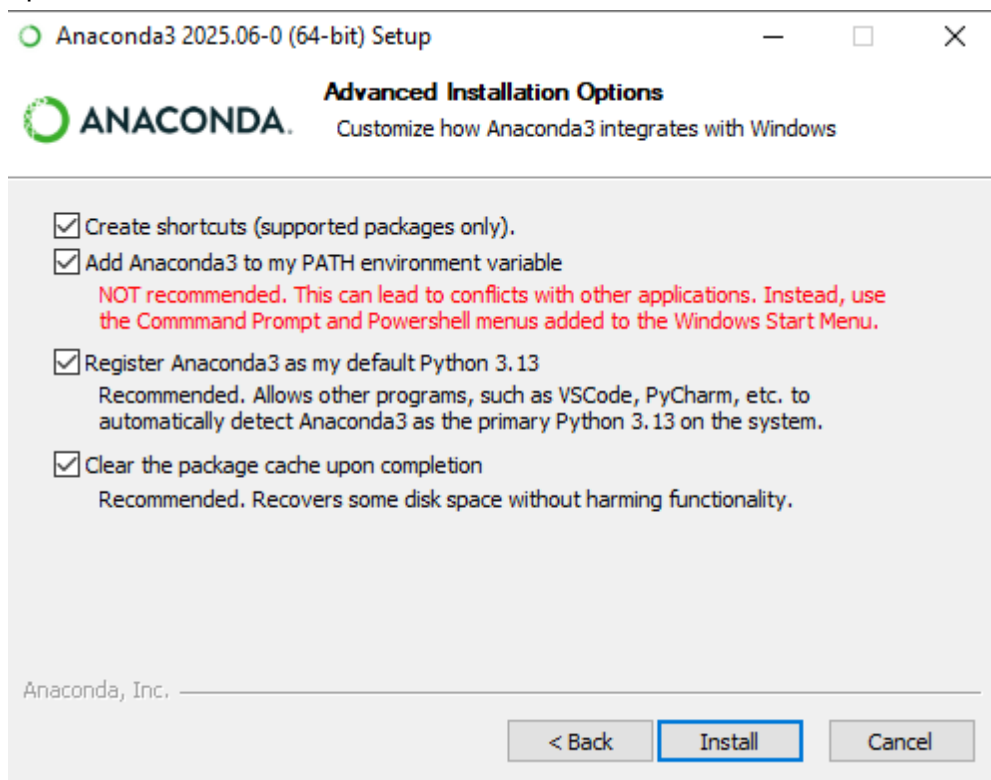 Anaconda3 2025.06-0 (64-bit) Setup
ANACONDA.
Advanced Installation Options
Customize how Anaconda3 integrates with Windows
Create shortcuts (supported packages only).
Add Anaconda3 to my PATH environment variable
NOT recommended. This can lead to conflicts with other applications. Instead, use
the Commmand Prompt and Powershell menus added to the Windows Start Menu.
Register Anaconda3 as my default Python 3.13
Recommended. Allows other programs, such as VSCode, PyCharm, etc. to
automatically detect Anaconda3 as the primary Python 3.13 on the system.
Clear the package cache upon completion
Recommended. Recovers some disk space without harming functionality.
Anaconda, Inc.
< Back
Install
Cancel